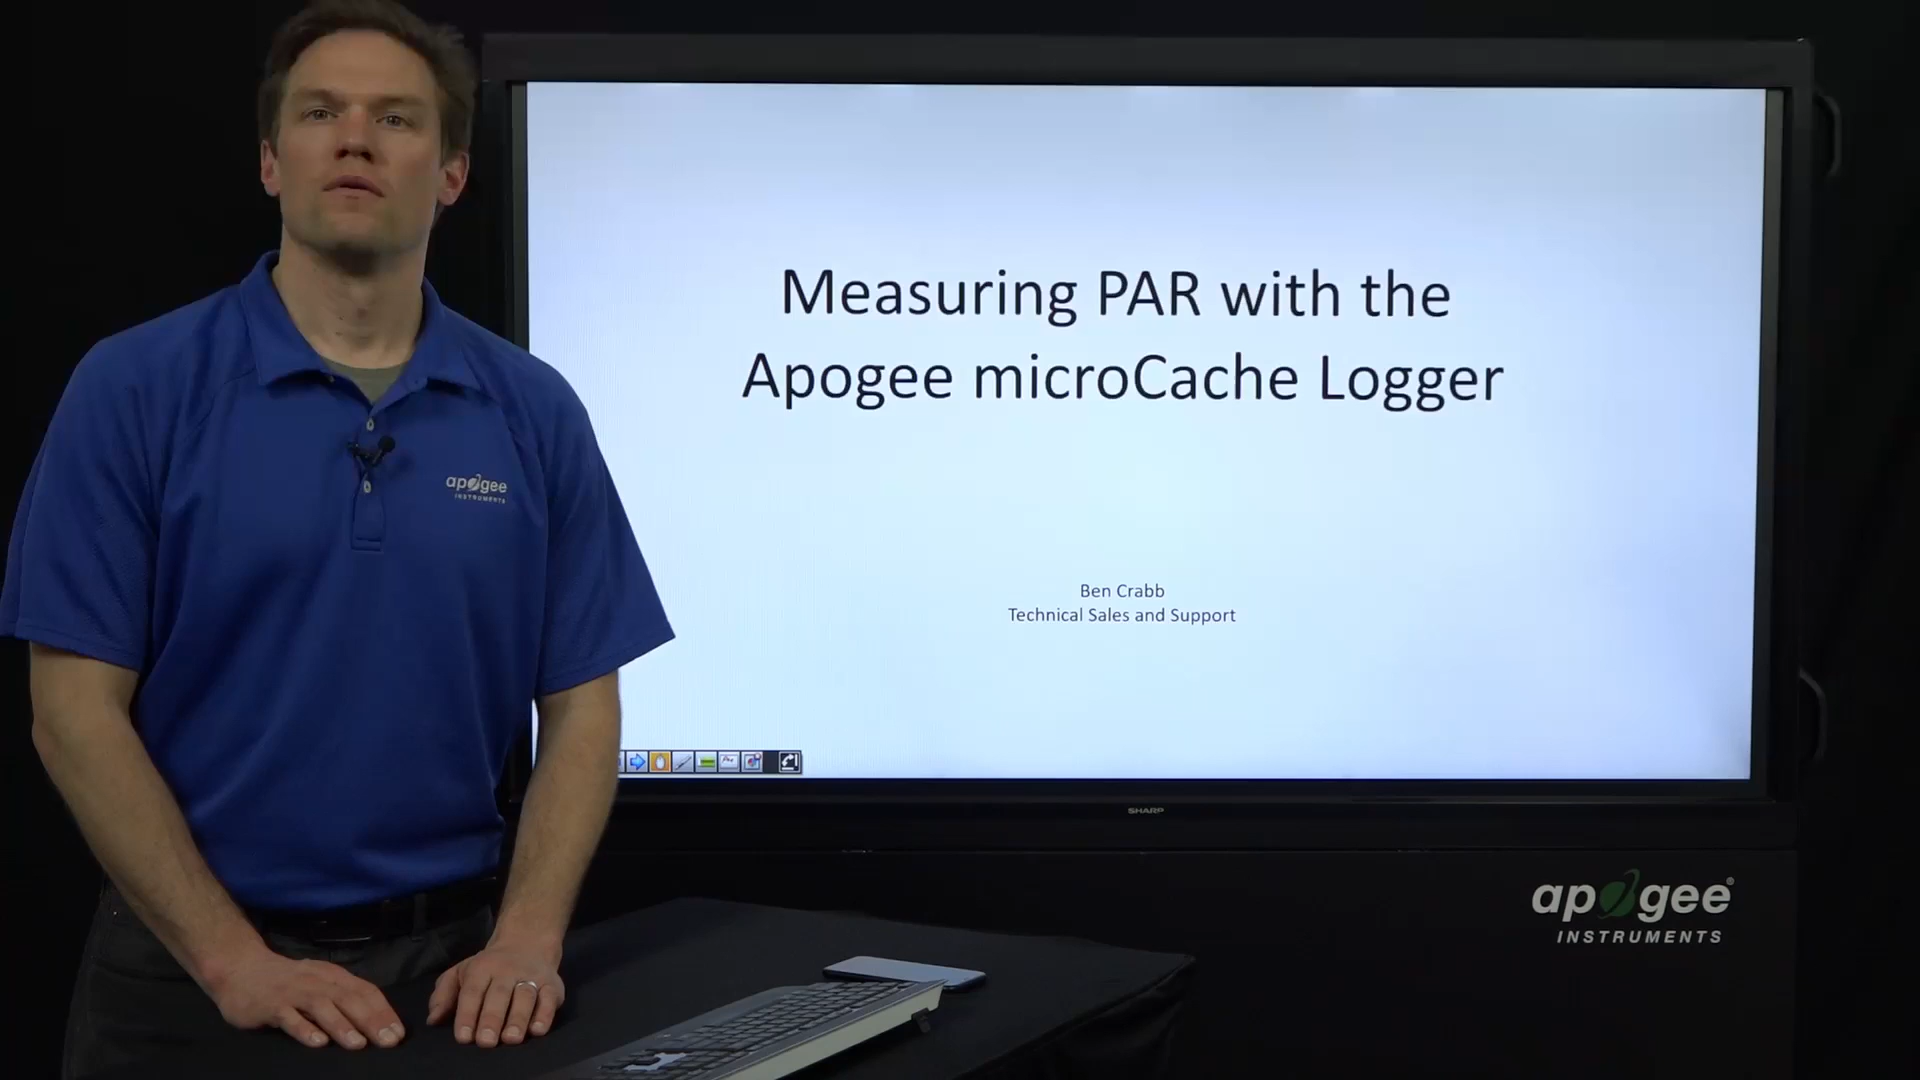 Measuring PAR with the
Apogee microCache Logger
Ben Crabb
Technical Sales and Support
apogee
INSTRUMENTS
SHARP
apogee®
INSTRUMENTS